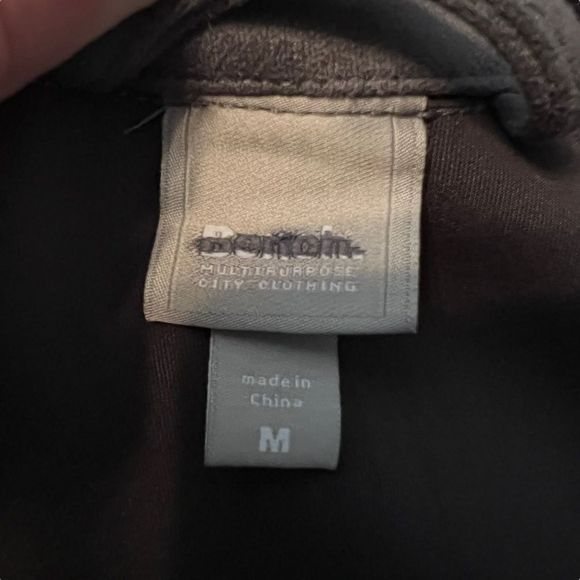 Bench.
MULTIPURPOSE
CITY CLOTHING
made in
China
M